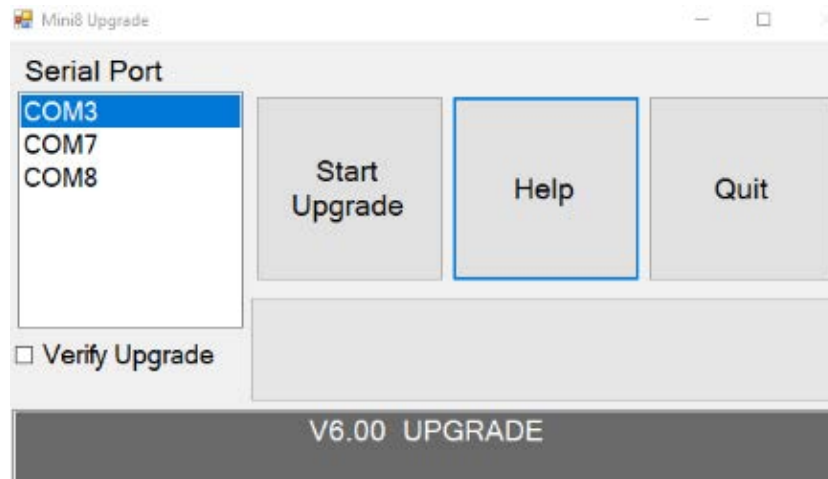 Mini8 Upgrade
Serial Port
COM3
COM7
COM8
Start
Upgrade
Help
Quit
Verify Upgrade
V6.00 UPGRADE